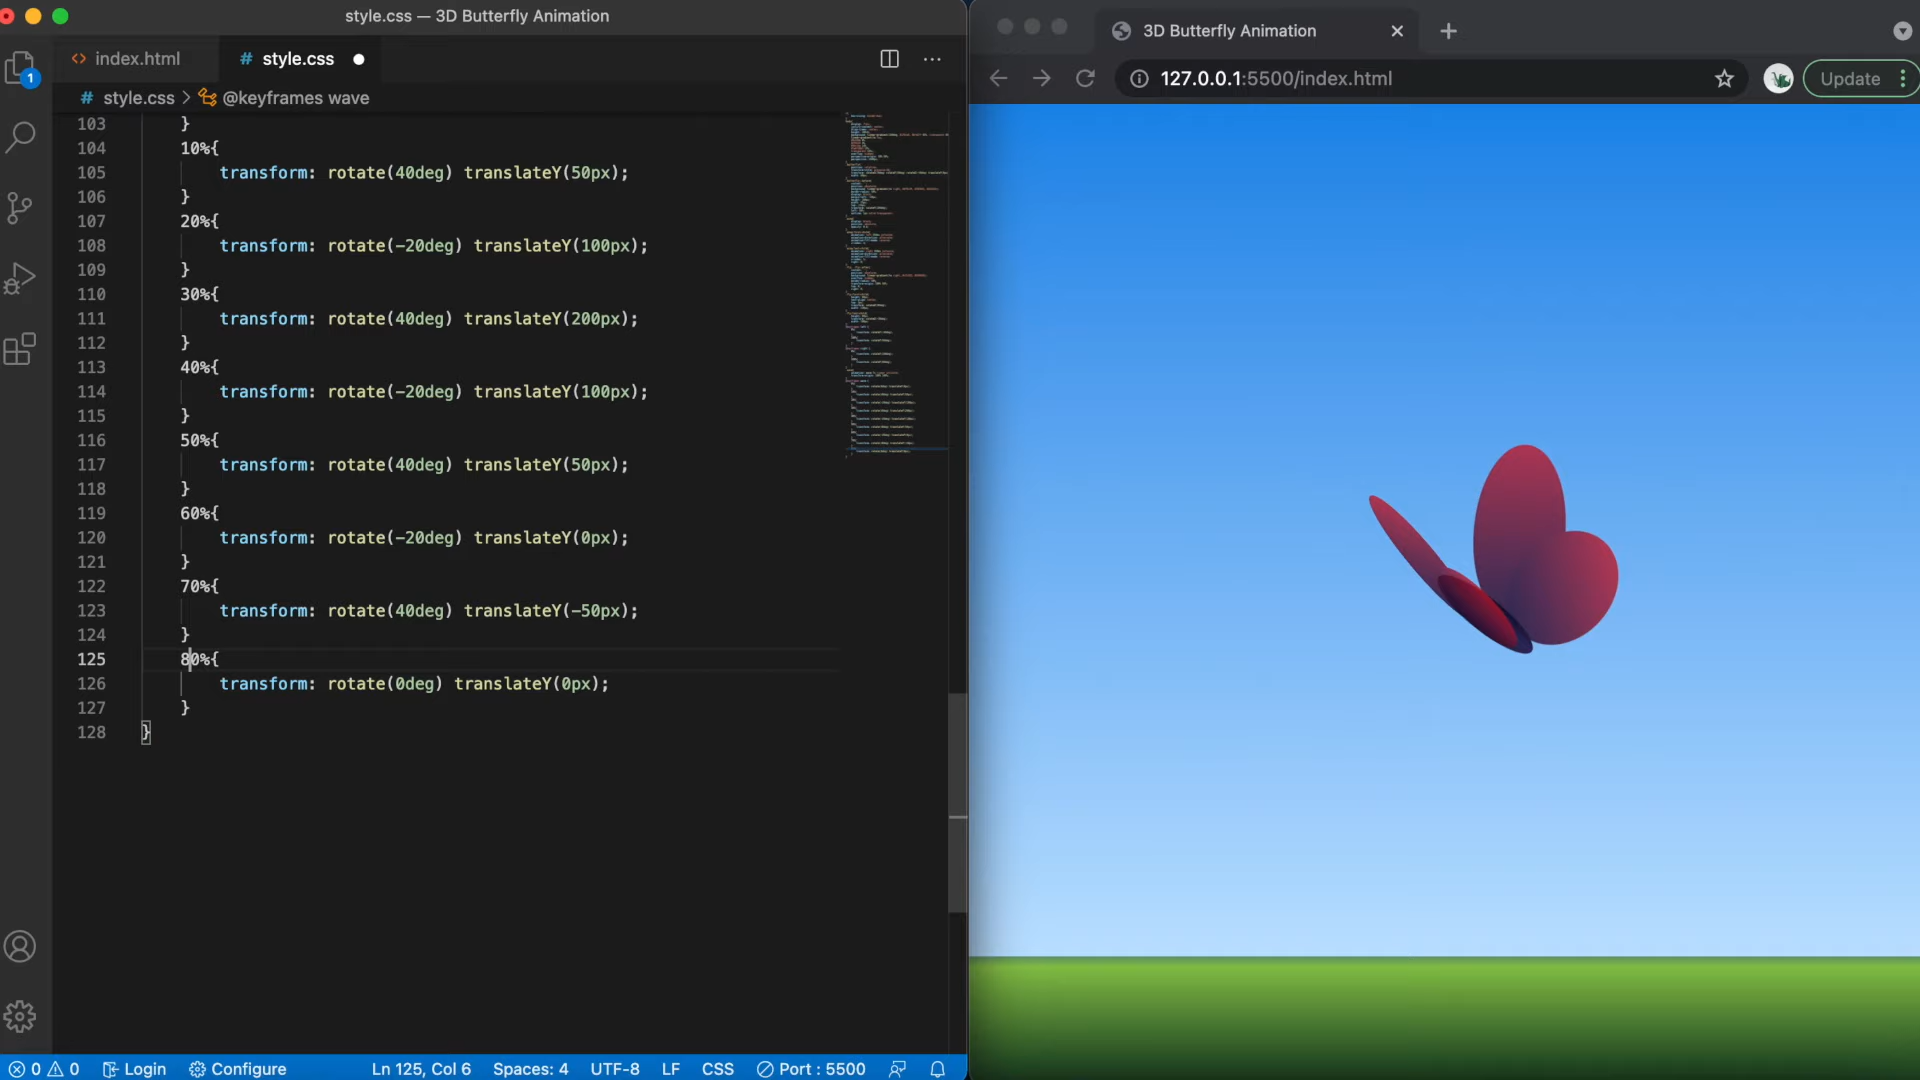 style.css — 3D Butterfly Animation
index.html
# style.css
# style.css > @keyframes wave
103 }
104 10%{
105 transform: rotate(40deg) translateY(50px);
106 }
107 20%{
108 transform: rotate(-20deg) translateY(100px);
109 }
110 30%{
111 transform: rotate(40deg) translateY(200px);
112 }
113 40%{
114 transform: rotate(-20deg) translateY(100px);
115 }
116 50%{
117 transform: rotate(40deg) translateY(50px);
118 }
119 60%{
120 transform: rotate(-20deg) translateY(0px);
121 }
122 70%{
123 transform: rotate(40deg) translateY(-50px);
124 }
125 80%{
126 transform: rotate(0deg) translateY(0px);
127 }
128 }
1
0 0 Login Configure Ln 125, Col 6 Spaces: 4 UTF-8 LF CSS Port : 5500
3D Butterfly Animation
127.0.0.1:5500/index.html
Update